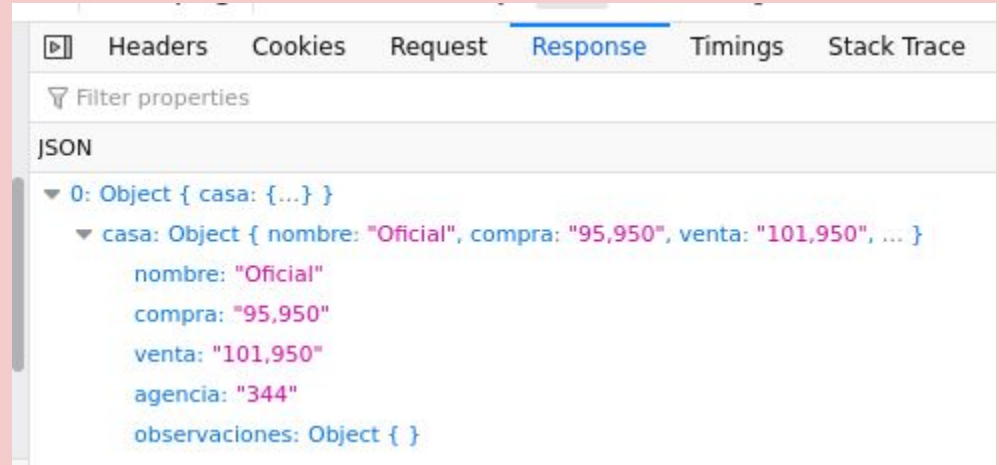 Headers Cookies Request Response Timings Stack Trace
Filter properties
JSON
0: Object { casa: {…} }
casa: Object { nombre: "Oficial", compra: "95,950", venta: "101,950", … }
nombre: "Oficial"
compra: "95,950"
venta: "101,950"
agencia: "344"
observaciones: Object { }